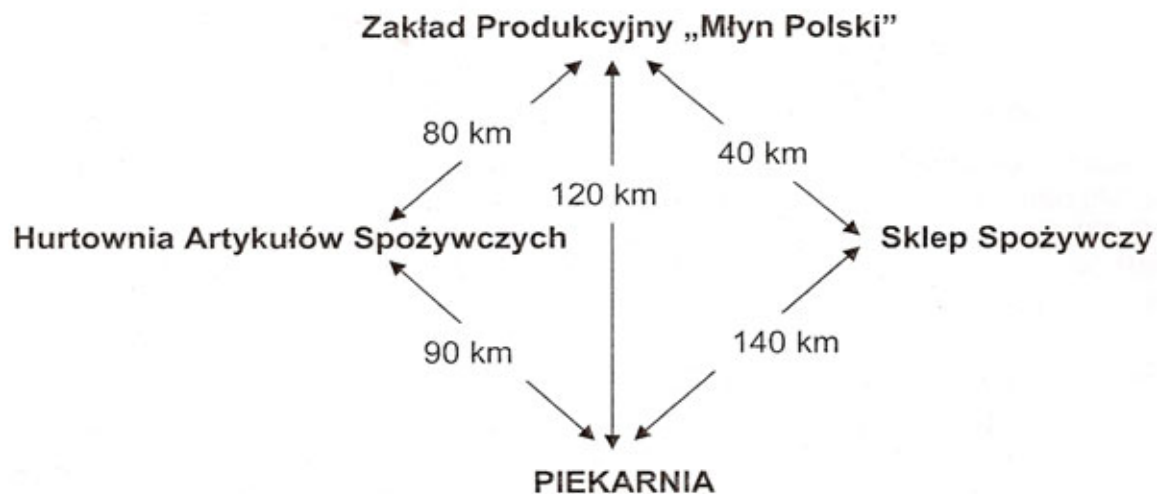 Zakład Produkcyjny „Młyn Polski”
80 km
40 km
120 km
Hurtownia Artykułów Spożywczych
Sklep Spożywczy
90 km
140 km
PIEKARNIA